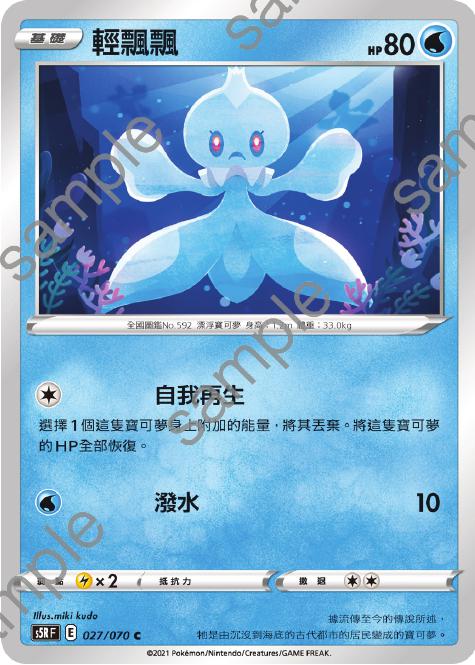 基礎 輕飄飄 HP80
全國圖鑑No.592 漂浮寶可夢 身高：1.2m 體重：33.0kg
自我再生
選擇1個這隻寶可夢身上附加的能量，將其丟棄。將這隻寶可夢
的HP全部恢復。
潑水 10
弱點 ×2 抵抗力 撤退
Illus.miki kudo
s5R F E 027/070 C
據流傳至今的傳說所述，
牠是由沉沒到海底的古代都市的居民變成的寶可夢。
©2021 Pokémon/Nintendo/Creatures/GAME FREAK.
sample
sample
sample
sample
sample
sample
sample